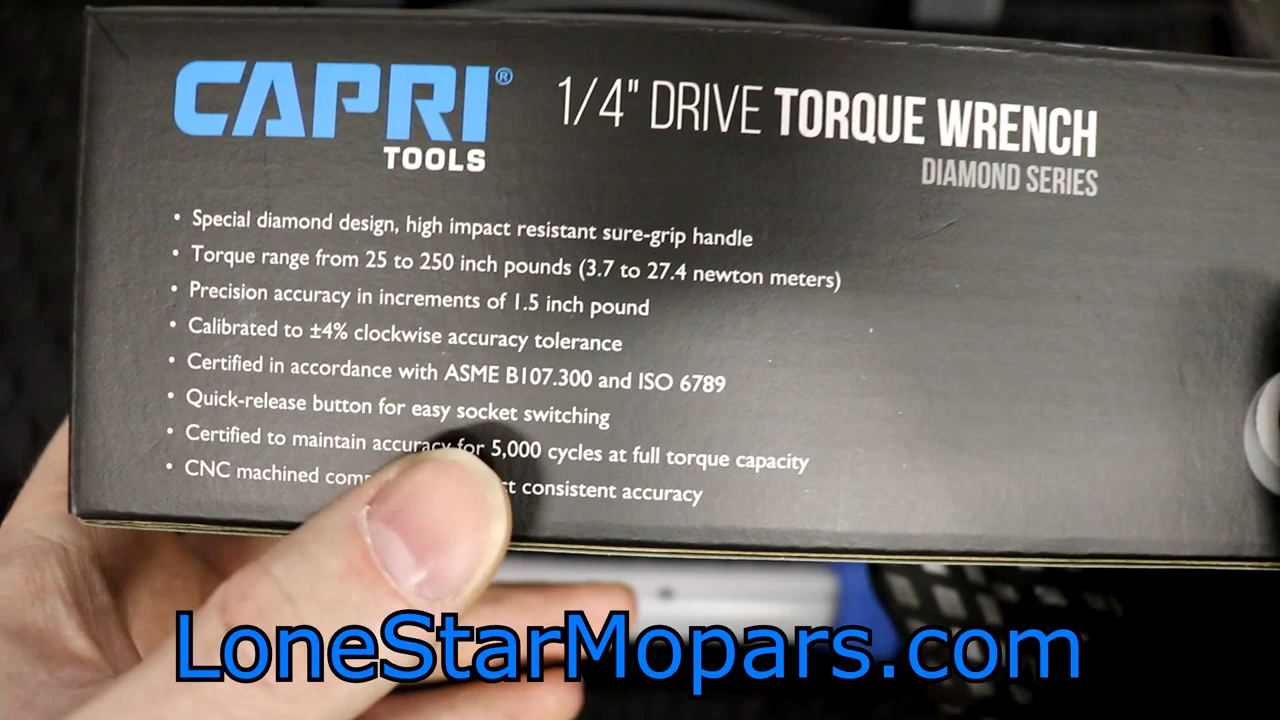 CAPRI®
TOOLS
1/4" DRIVE TORQUE WRENCH
DIAMOND SERIES
• Special diamond design, high impact resistant sure-grip handle
• Torque range from 25 to 250 inch pounds (3.7 to 27.4 newton meters)
• Precision accuracy in increments of 1.5 inch pound
• Calibrated to ±4% clockwise accuracy tolerance
• Certified in accordance with ASME B107.300 and ISO 6789
• Quick-release button for easy socket switching
• Certified to maintain accuracy for 5,000 cycles at full torque capacity
• CNC machined consistent accuracy
LoneStarMopars.com